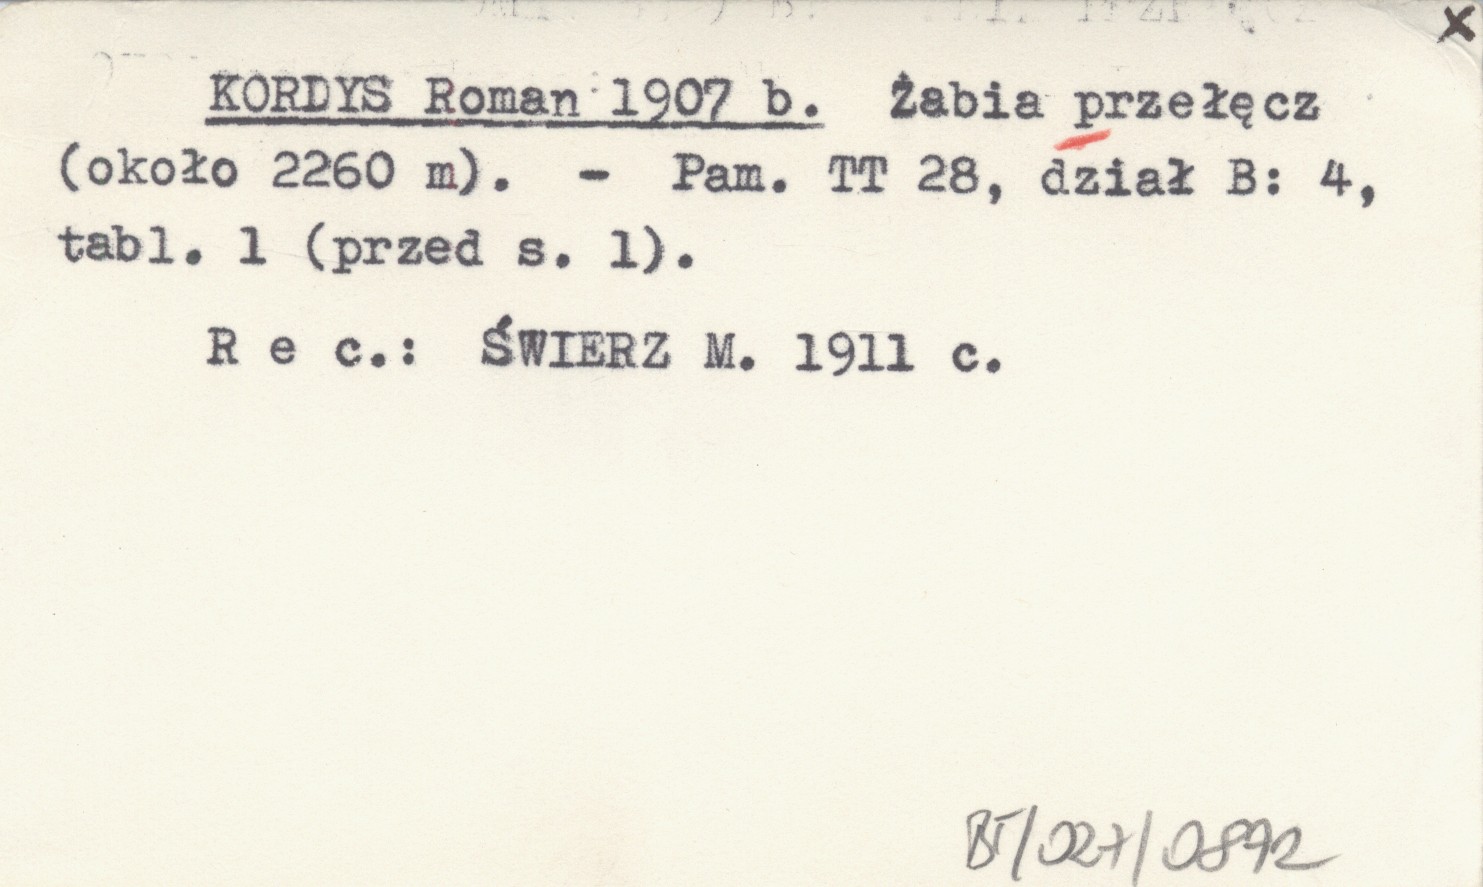 x
KORDYS Roman 1907 b. Żabia przełęcz
(około 2260 m). - Pam. TT 28, dział B: 4,
tabl. 1 (przed s. 1).
R e c.: ŚWIERZ M. 1911 c.
BT/027/0892